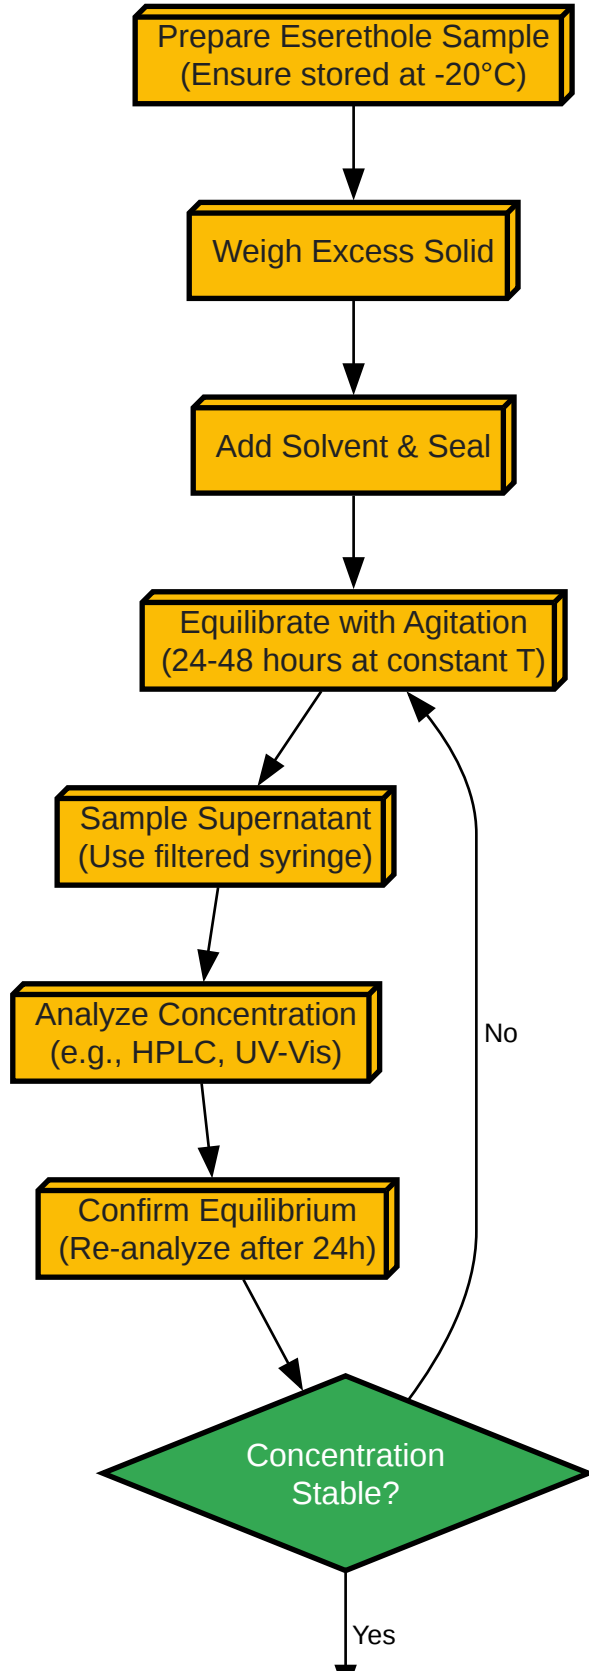 Prepare Eserethole Sample
(Ensure stored at -20°C)
Weigh Excess Solid
Add Solvent & Seal
Equilibrate with Agitation
(24-48 hours at constant T)
Sample Supernatant
(Use filtered syringe)
Analyze Concentration
(e.g., HPLC, UV-Vis)
No
Confirm Equilibrium
(Re-analyze after 24h)
Concentration
Stable?
Yes